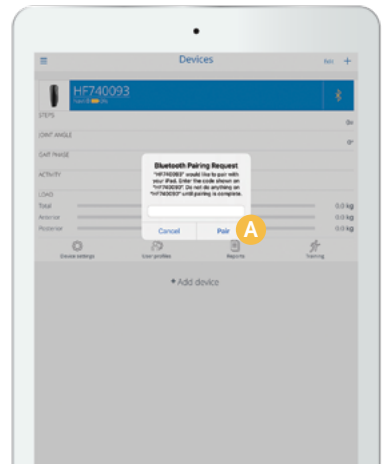 Devices
Edit +
HF740093
STEPS
0x
JOINT ANGLE
0°
GAIT PHASE
ACTIVITY
LOAD
Total 0.0 kg
Anterior 0.0 kg
Posterior 0.0 kg
Bluetooth Pairing Request
"HF740093" would like to pair with
your iPad. Enter the code shown on
"HF740093". Do not do anything on
"HF740093" until pairing is complete.
Cancel Pair A
Device settings User profiles Reports Training
+ Add device